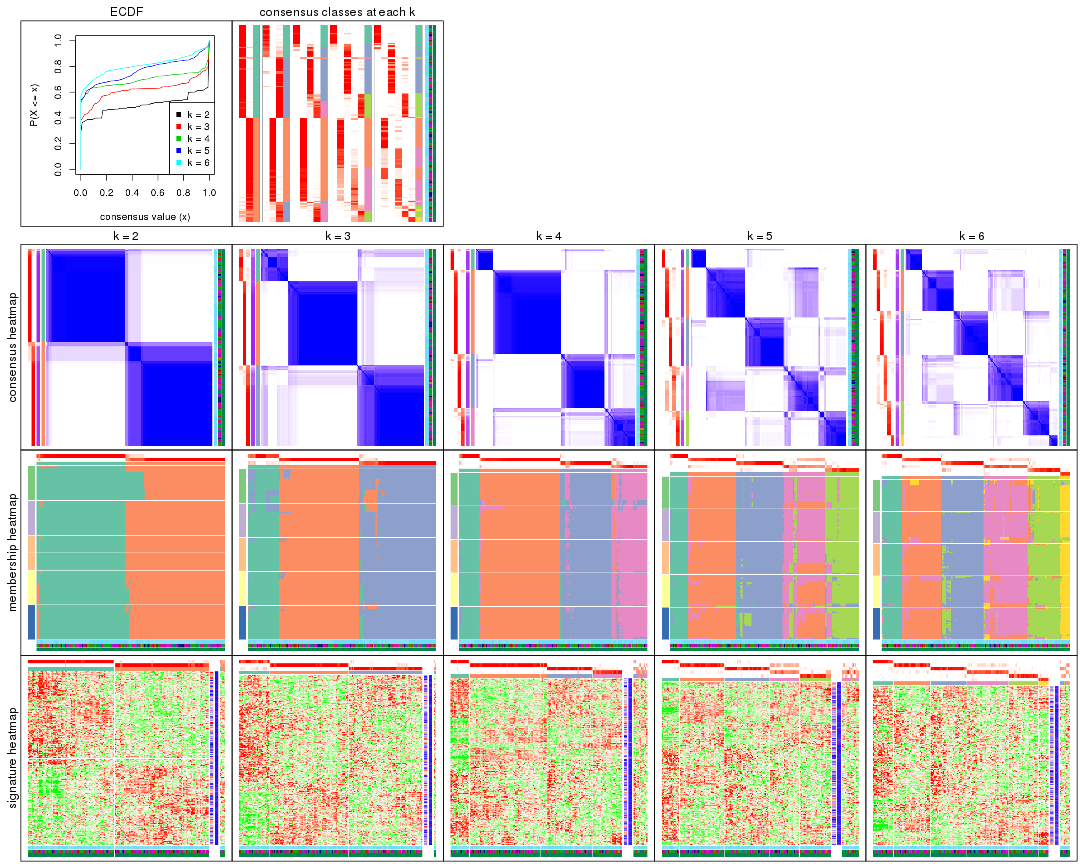 ECDF
consensus classes at each k
P(X <= x)
0.0 0.2 0.4 0.6 0.8 1.0
k = 2
k = 3
k = 4
k = 5
k = 6
0.0 0.2 0.4 0.6 0.8 1.0
consensus value (x)
k = 2
k = 3
k = 4
k = 5
k = 6
consensus heatmap
membership heatmap
signature heatmap